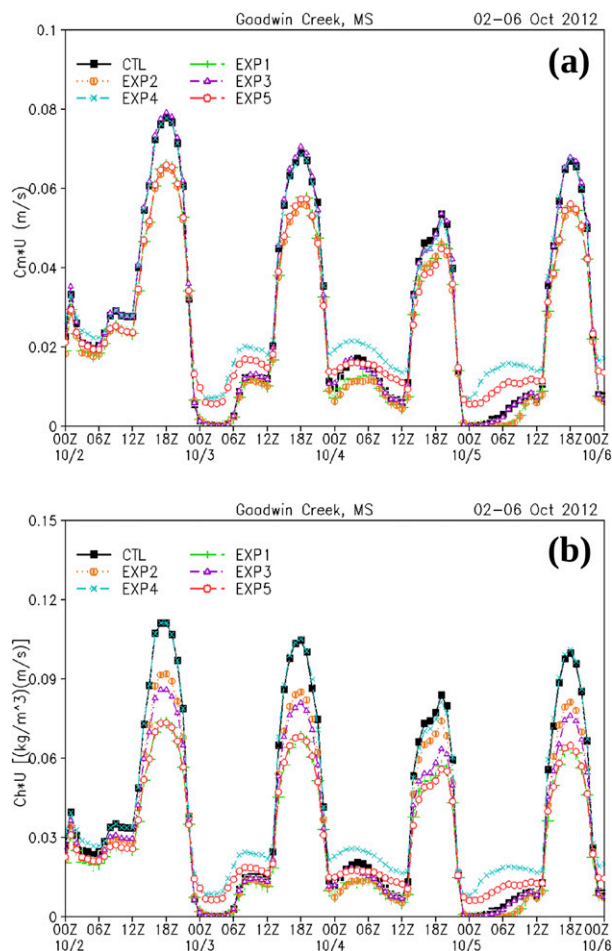 Goodwin Creek, MS 02-06 Oct 2012
0.1
(a)
CTL EXP1
EXP2 EXP3
EXP4 EXP5
0.08
0.06
Cm*U (m/s)
0.04
0.02
0
00Z 06Z 12Z 18Z 00Z 06Z 12Z 18Z 00Z 06Z 12Z 18Z 00Z 06Z 12Z 18Z 00Z
10/2 10/3 10/4 10/5 10/6
Goodwin Creek, MS 02-06 Oct 2012
0.15
(b)
CTL EXP1
EXP2 EXP3
EXP4 EXP5
0.12
0.09
Ch*U [(kg/m^3)(m/s)]
0.06
0.03
0
00Z 06Z 12Z 18Z 00Z 06Z 12Z 18Z 00Z 06Z 12Z 18Z 00Z 06Z 12Z 18Z 00Z
10/2 10/3 10/4 10/5 10/6